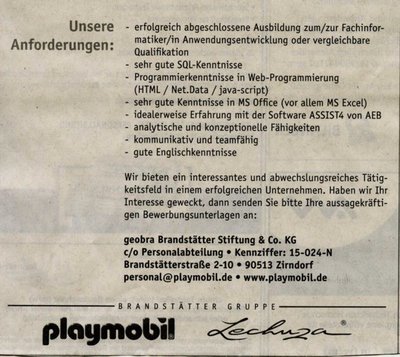 Unsere
Anforderungen:
- erfolgreich abgeschlossene Ausbildung zum/zur Fachinfor-
matiker/in Anwendungsentwicklung oder vergleichbare
Qualifikation
- sehr gute SQL-Kenntnisse
- Programmierkenntnisse in Web-Programmierung
(HTML / Net.Data / java-script)
- sehr gute Kenntnisse in MS Office (vor allem MS Excel)
- idealerweise Erfahrung mit der Software ASSIST4 von AEB
- analytische und konzeptionelle Fähigkeiten
- kommunikativ und teamfähig
- gute Englischkenntnisse
Wir bieten ein interessantes und abwechslungsreiches Tätig-
keitsfeld in einem erfolgreichen Unternehmen. Haben wir Ihr
Interesse geweckt, dann senden Sie bitte Ihre aussagekräfti-
gen Bewerbungsunterlagen an:
geobra Brandstätter Stiftung & Co. KG
c/o Personalabteilung • Kennziffer: 15-024-N
Brandstätterstraße 2-10 • 90513 Zirndorf
personal@playmobil.de • www.playmobil.de
BRANDSTÄTTER GRUPPE
playmobil Lechuza®